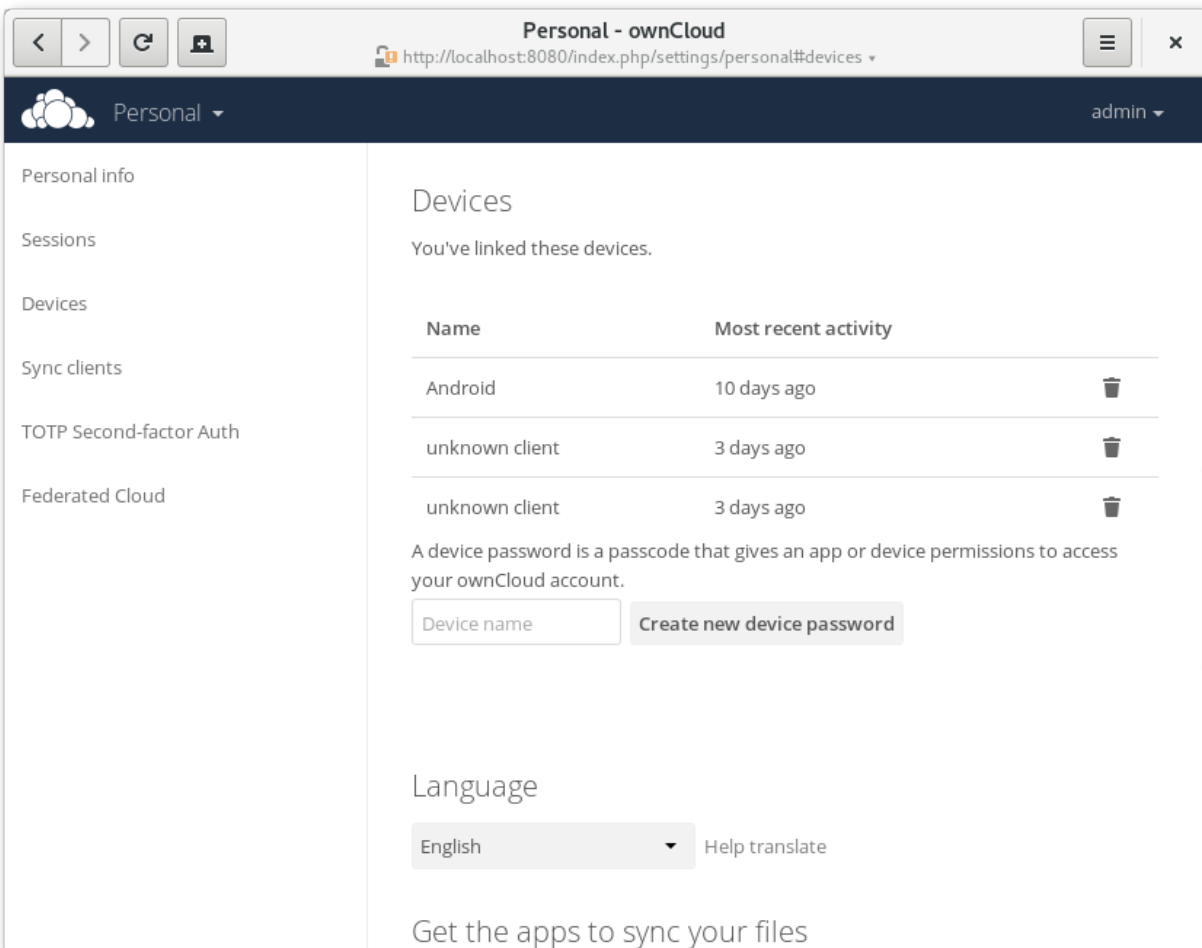 Personal - ownCloud
http://localhost:8080/index.php/settings/personal#devices
Personal
admin
Personal info
Sessions
Devices
Sync clients
TOTP Second-factor Auth
Federated Cloud
Devices
You've linked these devices.
Name Most recent activity
Android 10 days ago
unknown client 3 days ago
unknown client 3 days ago
A device password is a passcode that gives an app or device permissions to access
your ownCloud account.
Device name Create new device password
Language
English Help translate
Get the apps to sync your files